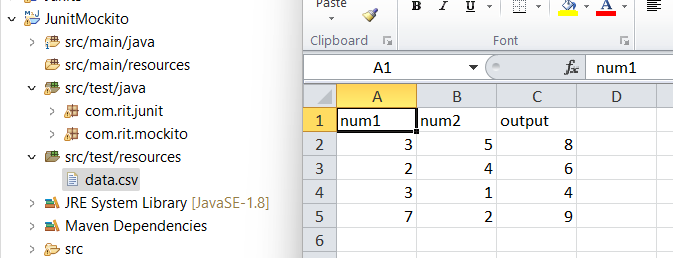 JunitMockito
src/main/java
src/main/resources
src/test/java
com.rit.junit
com.rit.mockito
src/test/resources
data.csv
JRE System Library [JavaSE-1.8]
Maven Dependencies
src
Paste
B I U A
Clipboard Font
A1 fx num1
A B C D
1 num1 num2 output
2 3 5 8
3 2 4 6
4 3 1 4
5 7 2 9
6